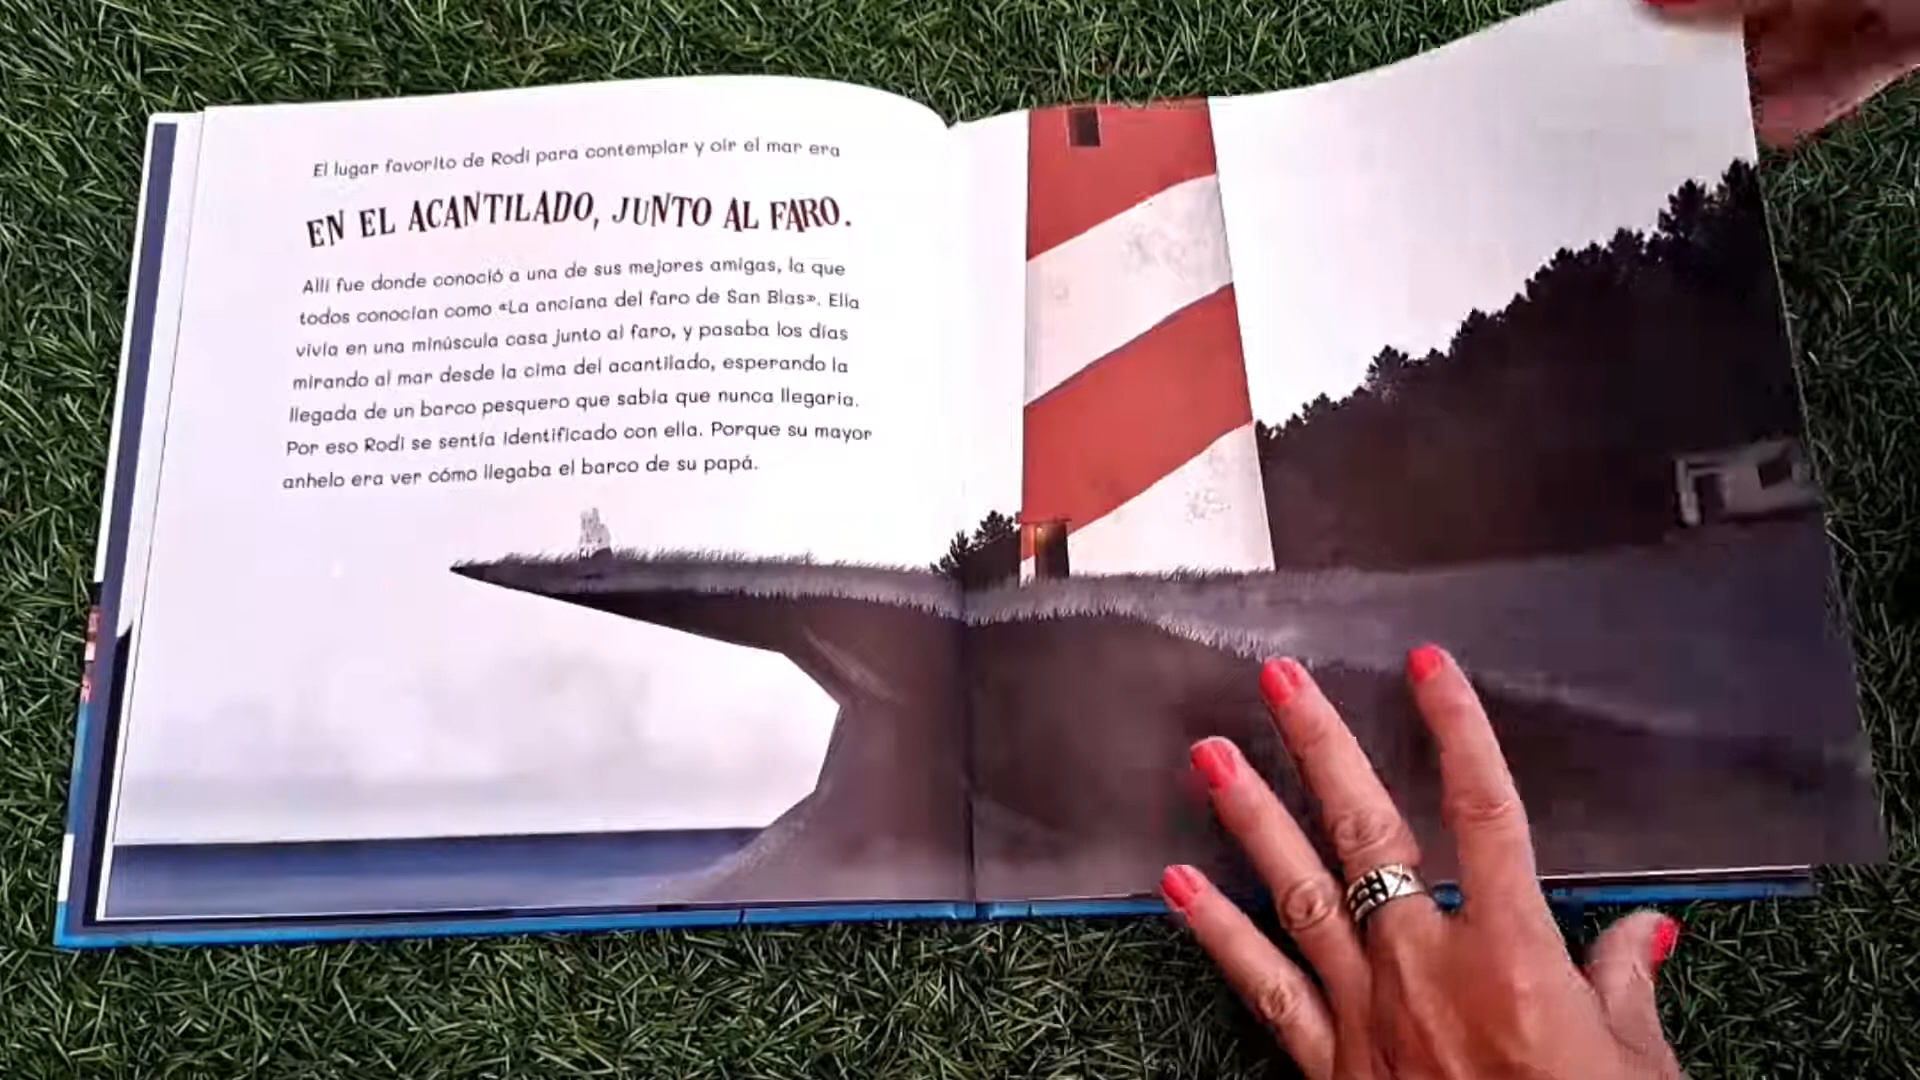 El lugar favorito de Rodi para contemplar y oír el mar era
EN EL ACANTILADO, JUNTO AL FARO.
Allí fue donde conoció a una de sus mejores amigas, la que
todos conocían como «La anciana del faro de San Blas». Ella
vivía en una minúscula casa junto al faro, y pasaba los días
mirando al mar desde la cima del acantilado, esperando la
llegada de un barco pesquero que sabía que nunca llegaría.
Por eso Rodi se sentía identificado con ella. Porque su mayor
anhelo era ver cómo llegaba el barco de su papá.